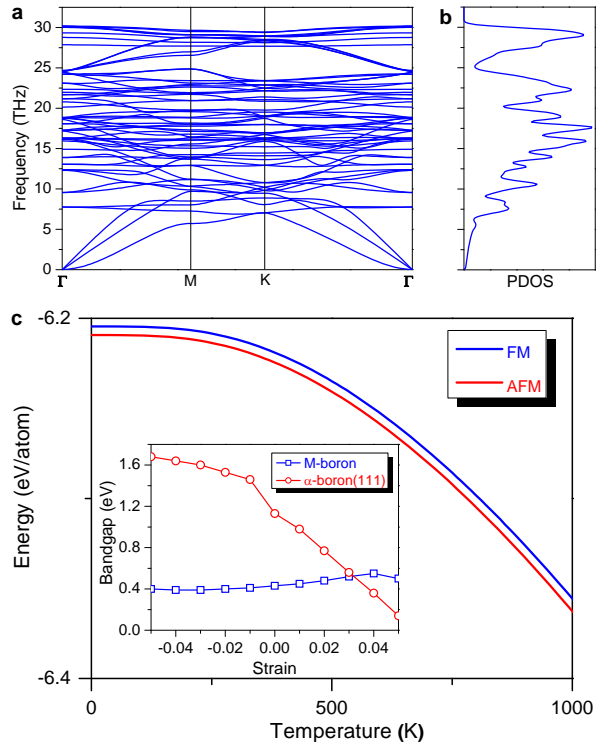 a
b
30
25
20
15
10
5
0
Frequency (THz)
Γ
M
K
Γ
PDOS
c
-6.2
-6.4
Energy (eV/atom)
FM
AFM
M-boron
α-boron(111)
1.6
1.2
0.8
0.4
0.0
Bandgap (eV)
-0.04 -0.02 0.00 0.02 0.04
Strain
0 500 1000
Temperature (K)